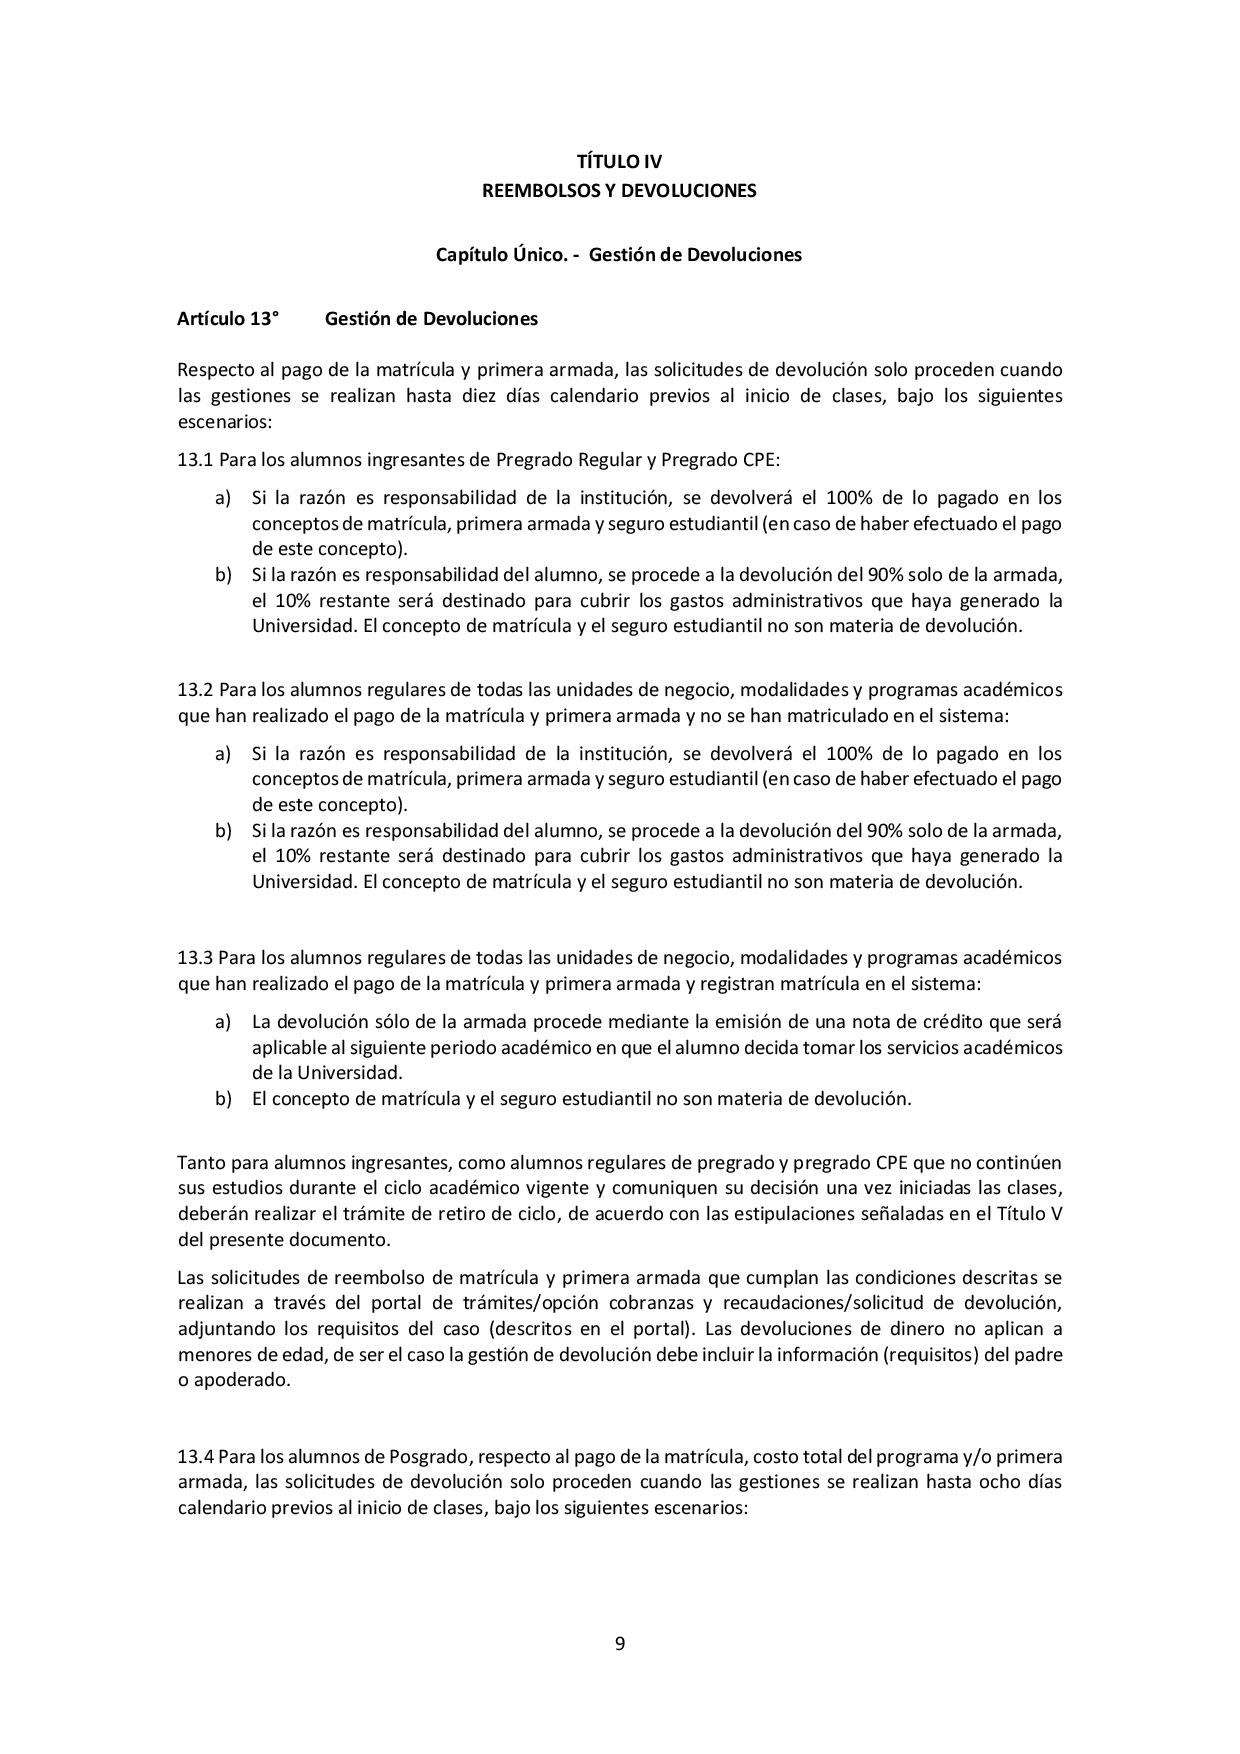 TÍTULO IV
REEMBOLSOS Y DEVOLUCIONES
Capítulo Único. - Gestión de Devoluciones
Artículo 13° Gestión de Devoluciones
Respecto al pago de la matrícula y primera armada, las solicitudes de devolución solo proceden cuando
las gestiones se realizan hasta diez días calendario previos al inicio de clases, bajo los siguientes
escenarios:
13.1 Para los alumnos ingresantes de Pregrado Regular y Pregrado CPE:
a) Si la razón es responsabilidad de la institución, se devolverá el 100% de lo pagado en los
conceptos de matrícula, primera armada y seguro estudiantil (en caso de haber efectuado el pago
de este concepto).
b) Si la razón es responsabilidad del alumno, se procede a la devolución del 90% solo de la armada,
el 10% restante será destinado para cubrir los gastos administrativos que haya generado la
Universidad. El concepto de matrícula y el seguro estudiantil no son materia de devolución.
13.2 Para los alumnos regulares de todas las unidades de negocio, modalidades y programas académicos
que han realizado el pago de la matrícula y primera armada y no se han matriculado en el sistema:
a) Si la razón es responsabilidad de la institución, se devolverá el 100% de lo pagado en los
conceptos de matrícula, primera armada y seguro estudiantil (en caso de haber efectuado el pago
de este concepto).
b) Si la razón es responsabilidad del alumno, se procede a la devolución del 90% solo de la armada,
el 10% restante será destinado para cubrir los gastos administrativos que haya generado la
Universidad. El concepto de matrícula y el seguro estudiantil no son materia de devolución.
13.3 Para los alumnos regulares de todas las unidades de negocio, modalidades y programas académicos
que han realizado el pago de la matrícula y primera armada y registran matrícula en el sistema:
a) La devolución sólo de la armada procede mediante la emisión de una nota de crédito que será
aplicable al siguiente periodo académico en que el alumno decida tomar los servicios académicos
de la Universidad.
b) El concepto de matrícula y el seguro estudiantil no son materia de devolución.
Tanto para alumnos ingresantes, como alumnos regulares de pregrado y pregrado CPE que no continúen
sus estudios durante el ciclo académico vigente y comuniquen su decisión una vez iniciadas las clases,
deberán realizar el trámite de retiro de ciclo, de acuerdo con las estipulaciones señaladas en el Título V
del presente documento.
Las solicitudes de reembolso de matrícula y primera armada que cumplan las condiciones descritas se
realizan a través del portal de trámites/opción cobranzas y recaudaciones/solicitud de devolución,
adjuntando los requisitos del caso (descritos en el portal). Las devoluciones de dinero no aplican a
menores de edad, de ser el caso la gestión de devolución debe incluir la información (requisitos) del padre
o apoderado.
13.4 Para los alumnos de Posgrado, respecto al pago de la matrícula, costo total del programa y/o primera
armada, las solicitudes de devolución solo proceden cuando las gestiones se realizan hasta ocho días
calendario previos al inicio de clases, bajo los siguientes escenarios:
9